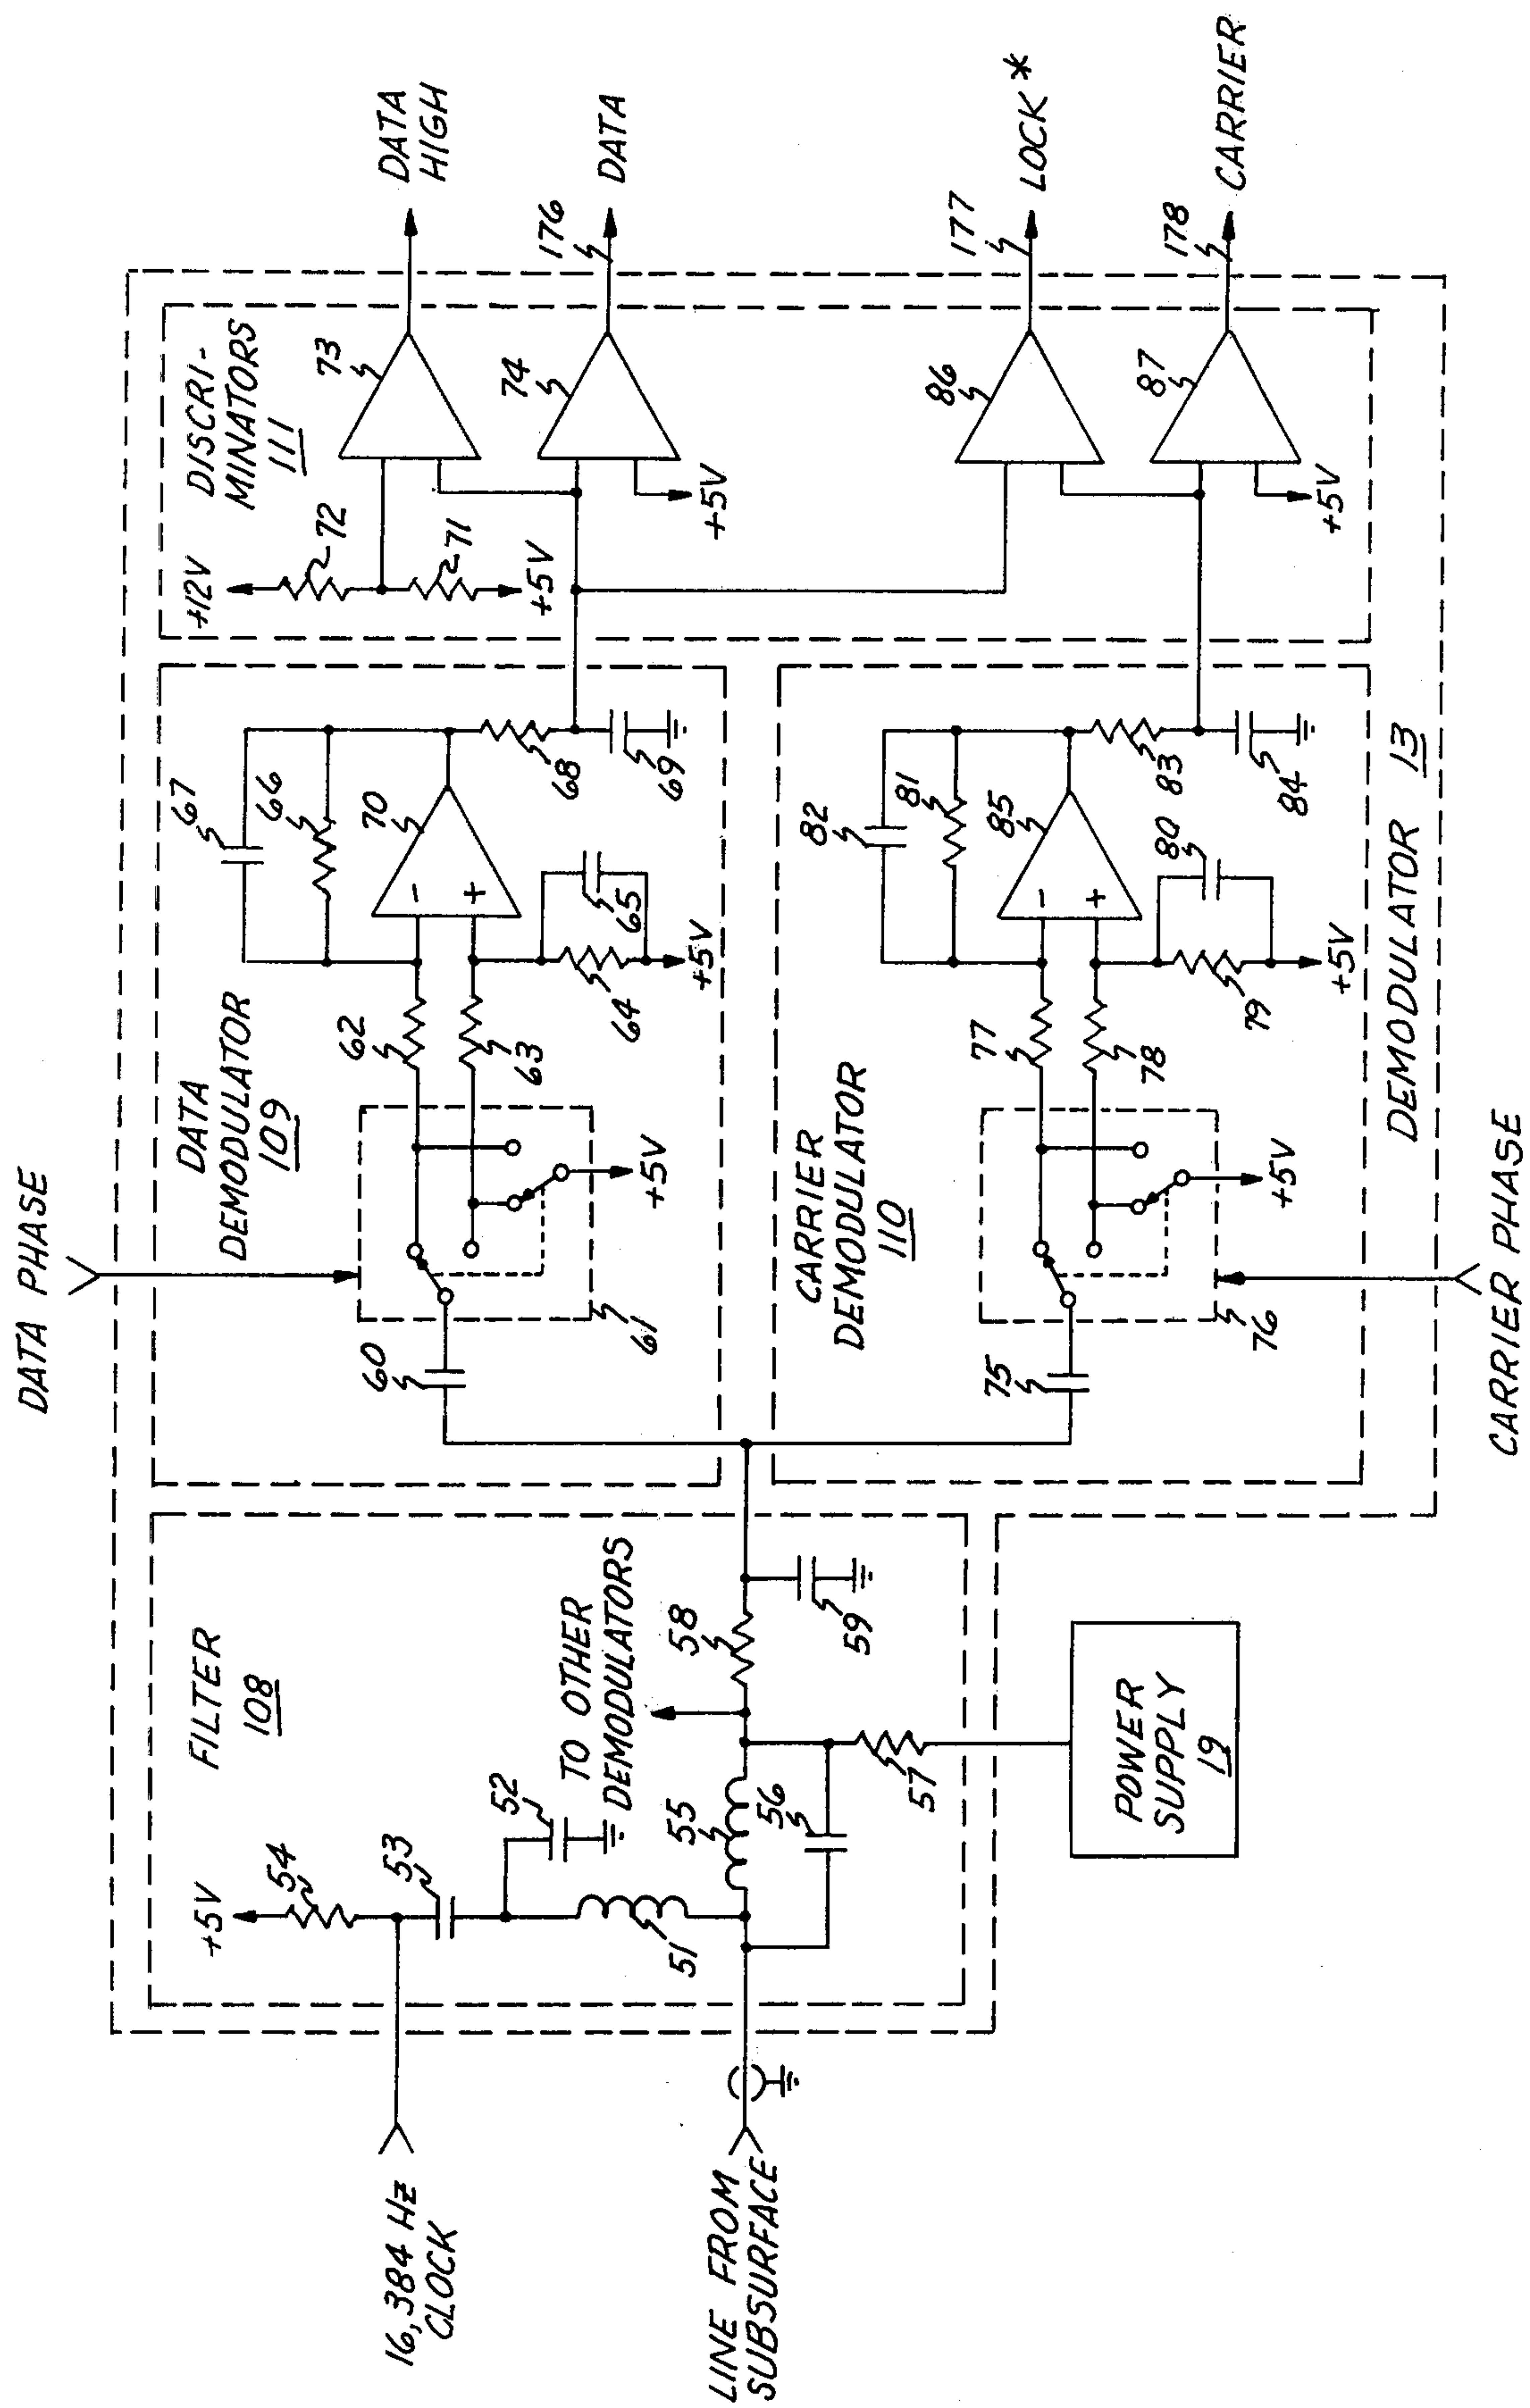 DATA PHASE
DATA
DEMODULATOR
109
60
61
62
63
64
65
66
67
68
69
70
+5V
+5V
DISCRI-
MINATORS
111
+12V
72
71
+5V
73
74
+5V
86
87
+5V
DATA
HIGH
176
DATA
177
LOCK *
178
CARRIER
FILTER
108
+5V
54
53
52
51
55
56
57
58
59
TO OTHER
DEMODULATORS
16,384 Hz
CLOCK
LINE FROM
SUBSURFACE
POWER
SUPPLY
19
CARRIER
DEMODULATOR
110
75
76
77
78
79
80
81
82
83
84
85
+5V
+5V
DEMODULATOR 13
CARRIER PHASE